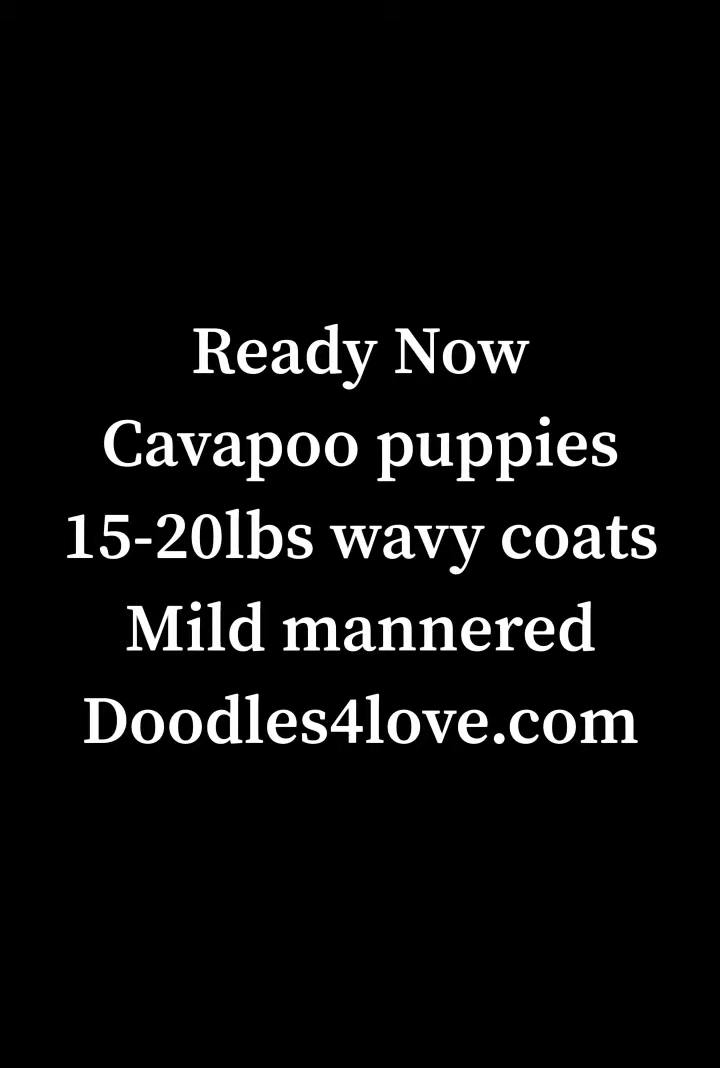 Ready Now
Cavapoo puppies
15-20lbs wavy coats
Mild mannered
Doodles4love.com